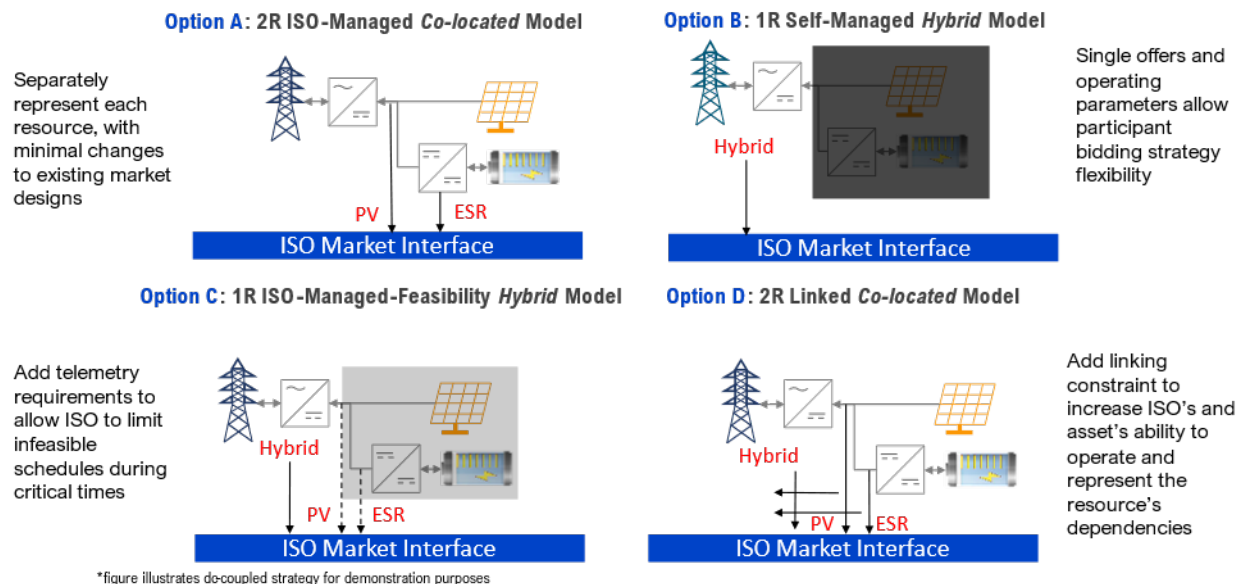 Option A: 2R ISO-Managed Co-located Model
Separately
represent each
resource, with
minimal changes
to existing market
designs
PV
ESR
ISO Market Interface
Option B: 1R Self-Managed Hybrid Model
Hybrid
Single offers and
operating
parameters allow
participant
bidding strategy
flexibility
ISO Market Interface
Option C: 1R ISO-Managed-Feasibility Hybrid Model
Add telemetry
requirements to
allow ISO to limit
infeasible
schedules during
critical times
Hybrid
PV
ESR
ISO Market Interface
Option D: 2R Linked Co-located Model
Hybrid
PV
ESR
Add linking
constraint to
increase ISO's and
asset's ability to
operate and
represent the
resource's
dependencies
ISO Market Interface
*figure illustrates dc-coupled strategy for demonstration purposes